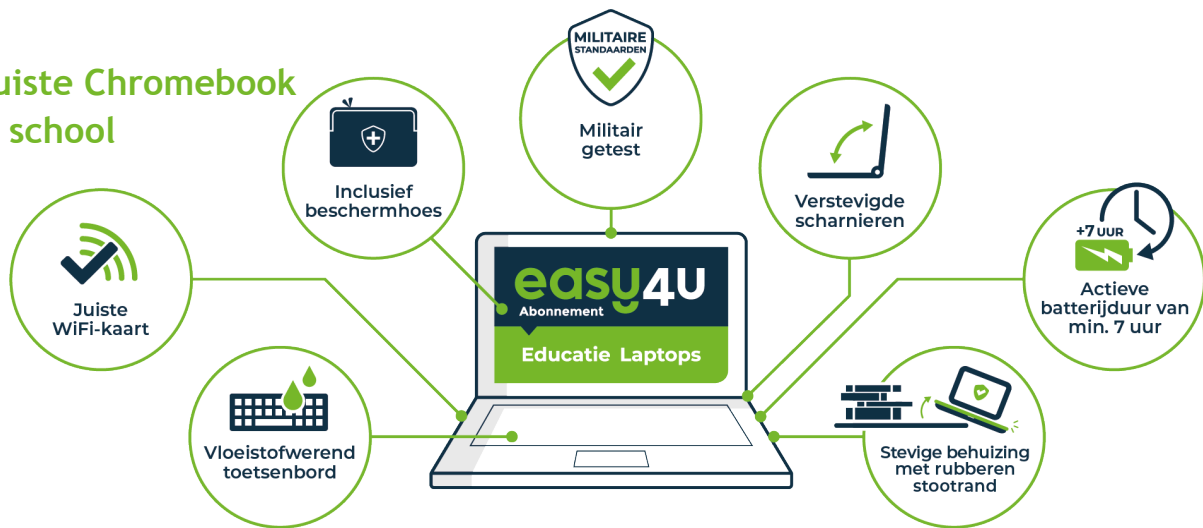 Chromebook
school
MILITAIRE
STANDAARDEN
Militair
getest
Inclusief
beschermhoes
Verstevigde
scharnieren
+7 UUR
Actieve
batterijduur van
min. 7 uur
Juiste
WiFi-kaart
easy4u
Abonnement
Educatie Laptops
Vloeistofwerend
toetsenbord
Stevige behuizing
met rubberen
stootrand